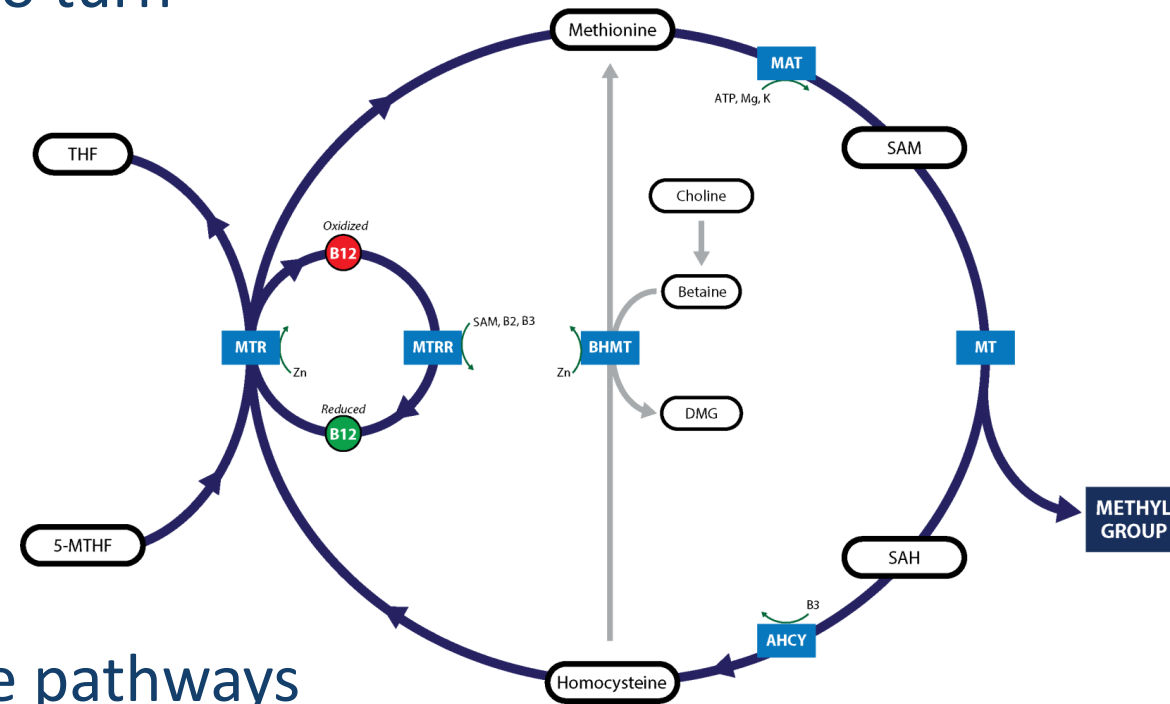 o turn
Methionine
MAT
ATP, Mg, K
THF
SAM
Choline
Oxidized
B12
Betaine
SAM, B2, B3
MTR
MTRR
BHMT
MT
Zn
Zn
Reduced
B12
DMG
METHYL
GROUP
5-MTHF
SAH
B3
AHCY
Homocysteine
e pathways